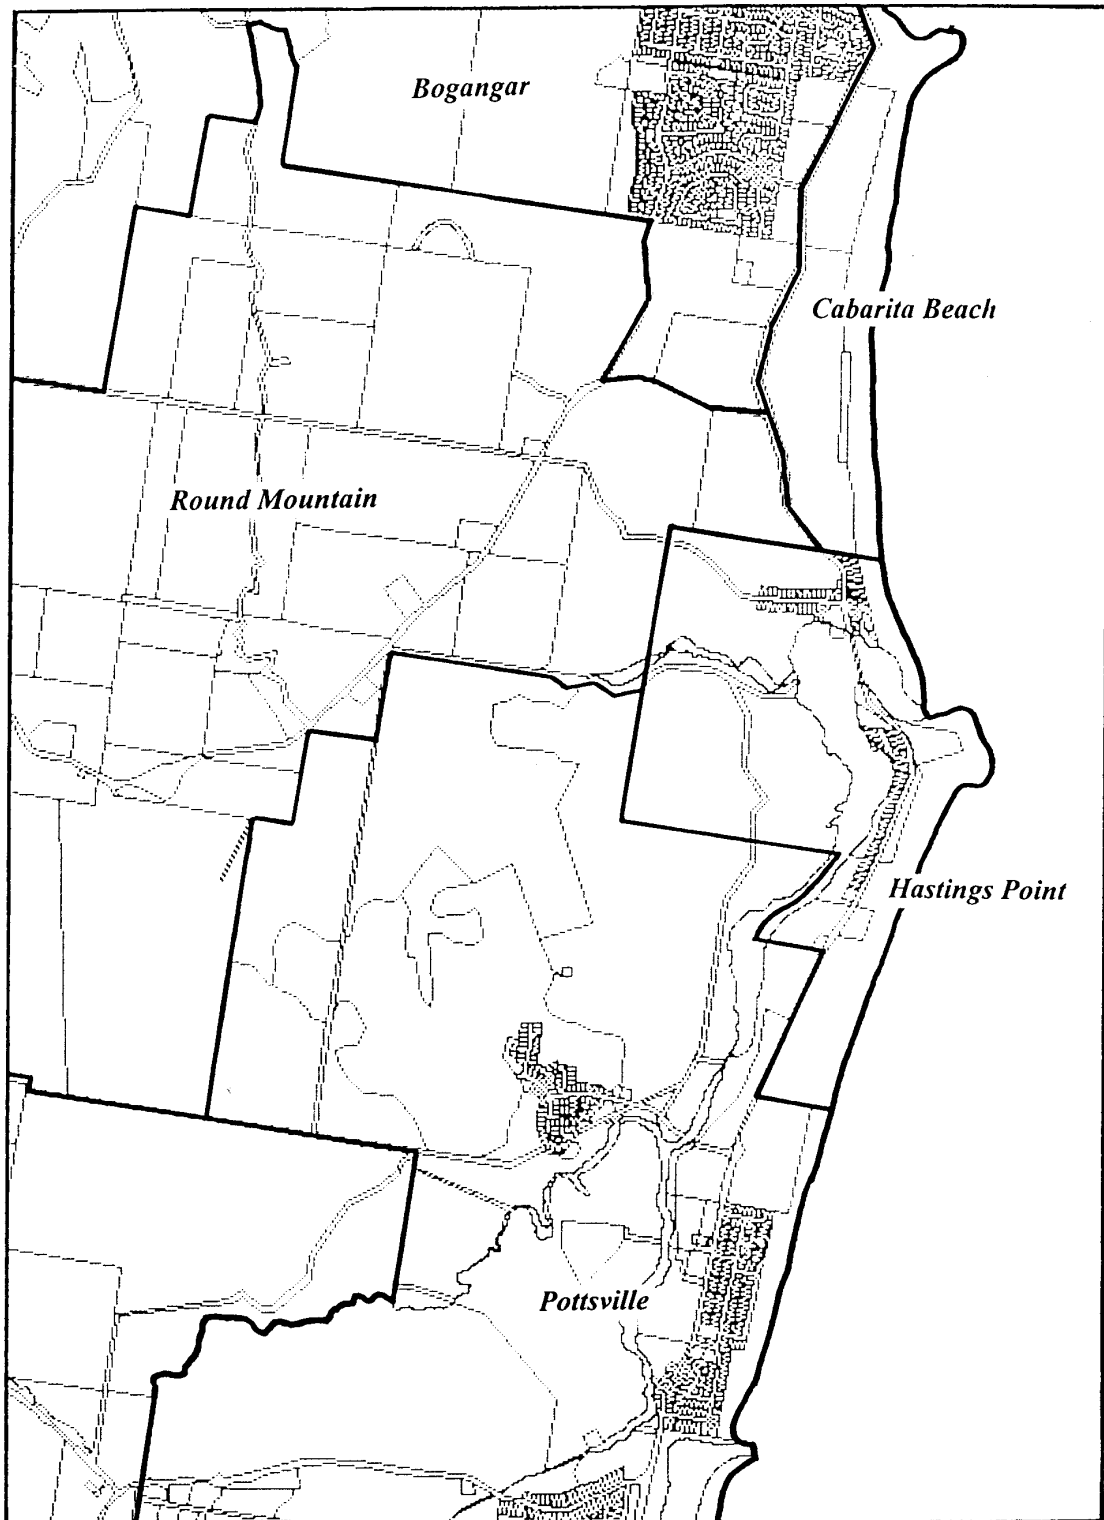 Bogangar
Cabarita Beach
Round Mountain
Hastings Point
Pottsville